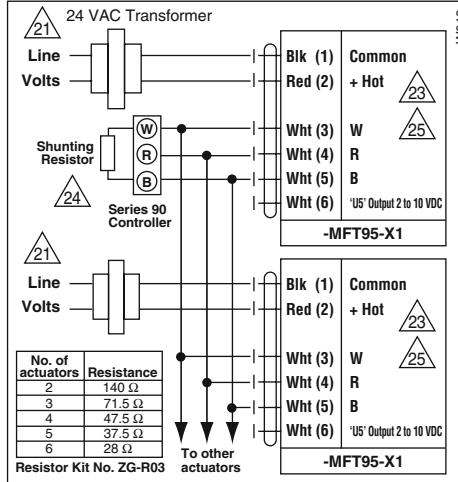 21
24 VAC Transformer
Line
Volts
Blk (1) Common
Red (2) + Hot
23
25
Wht (3) W
Wht (4) R
Wht (5) B
Wht (6) 'U5' Output 2 to 10 VDC
-MFT95-X1
Shunting
Resistor
24
W
R
B
Series 90
Controller
21
Line
Volts
Blk (1) Common
Red (2) + Hot
23
25
Wht (3) W
Wht (4) R
Wht (5) B
Wht (6) 'U5' Output 2 to 10 VDC
-MFT95-X1
No. of
actuators Resistance
2 140 Ω
3 71.5 Ω
4 47.5 Ω
5 37.5 Ω
6 28 Ω
Resistor Kit No. ZG-R03
To other
actuators